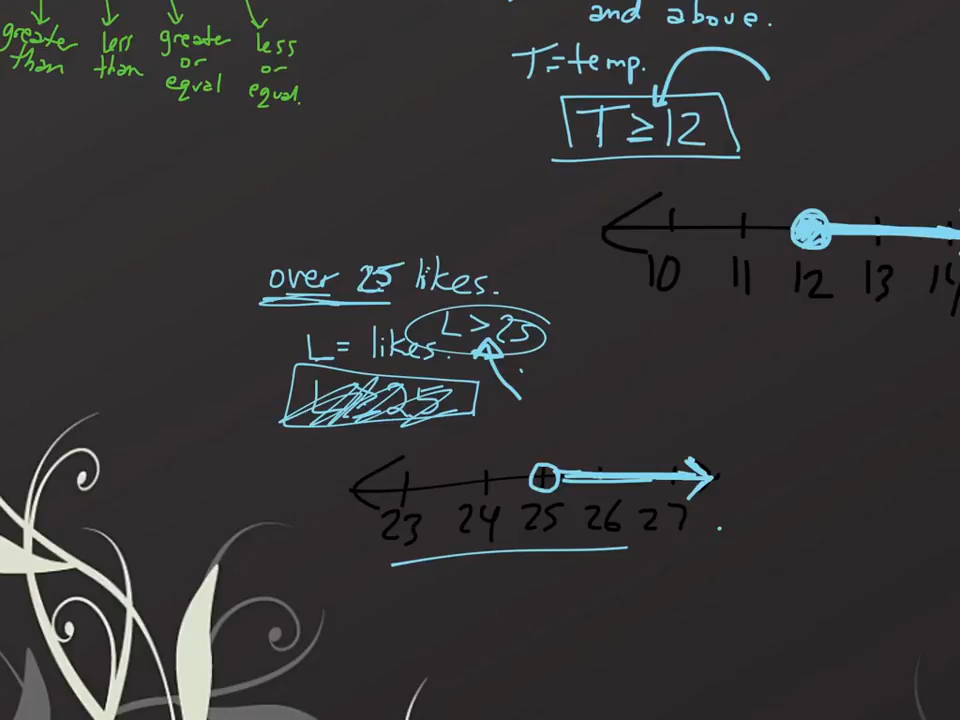 greater than
less than
greater or equal
less or equal.
and above.
T=temp.
T ≥ 12
10 11 12 13 14
over 25 likes.
L = likes. L > 25
23 24 25 26 27